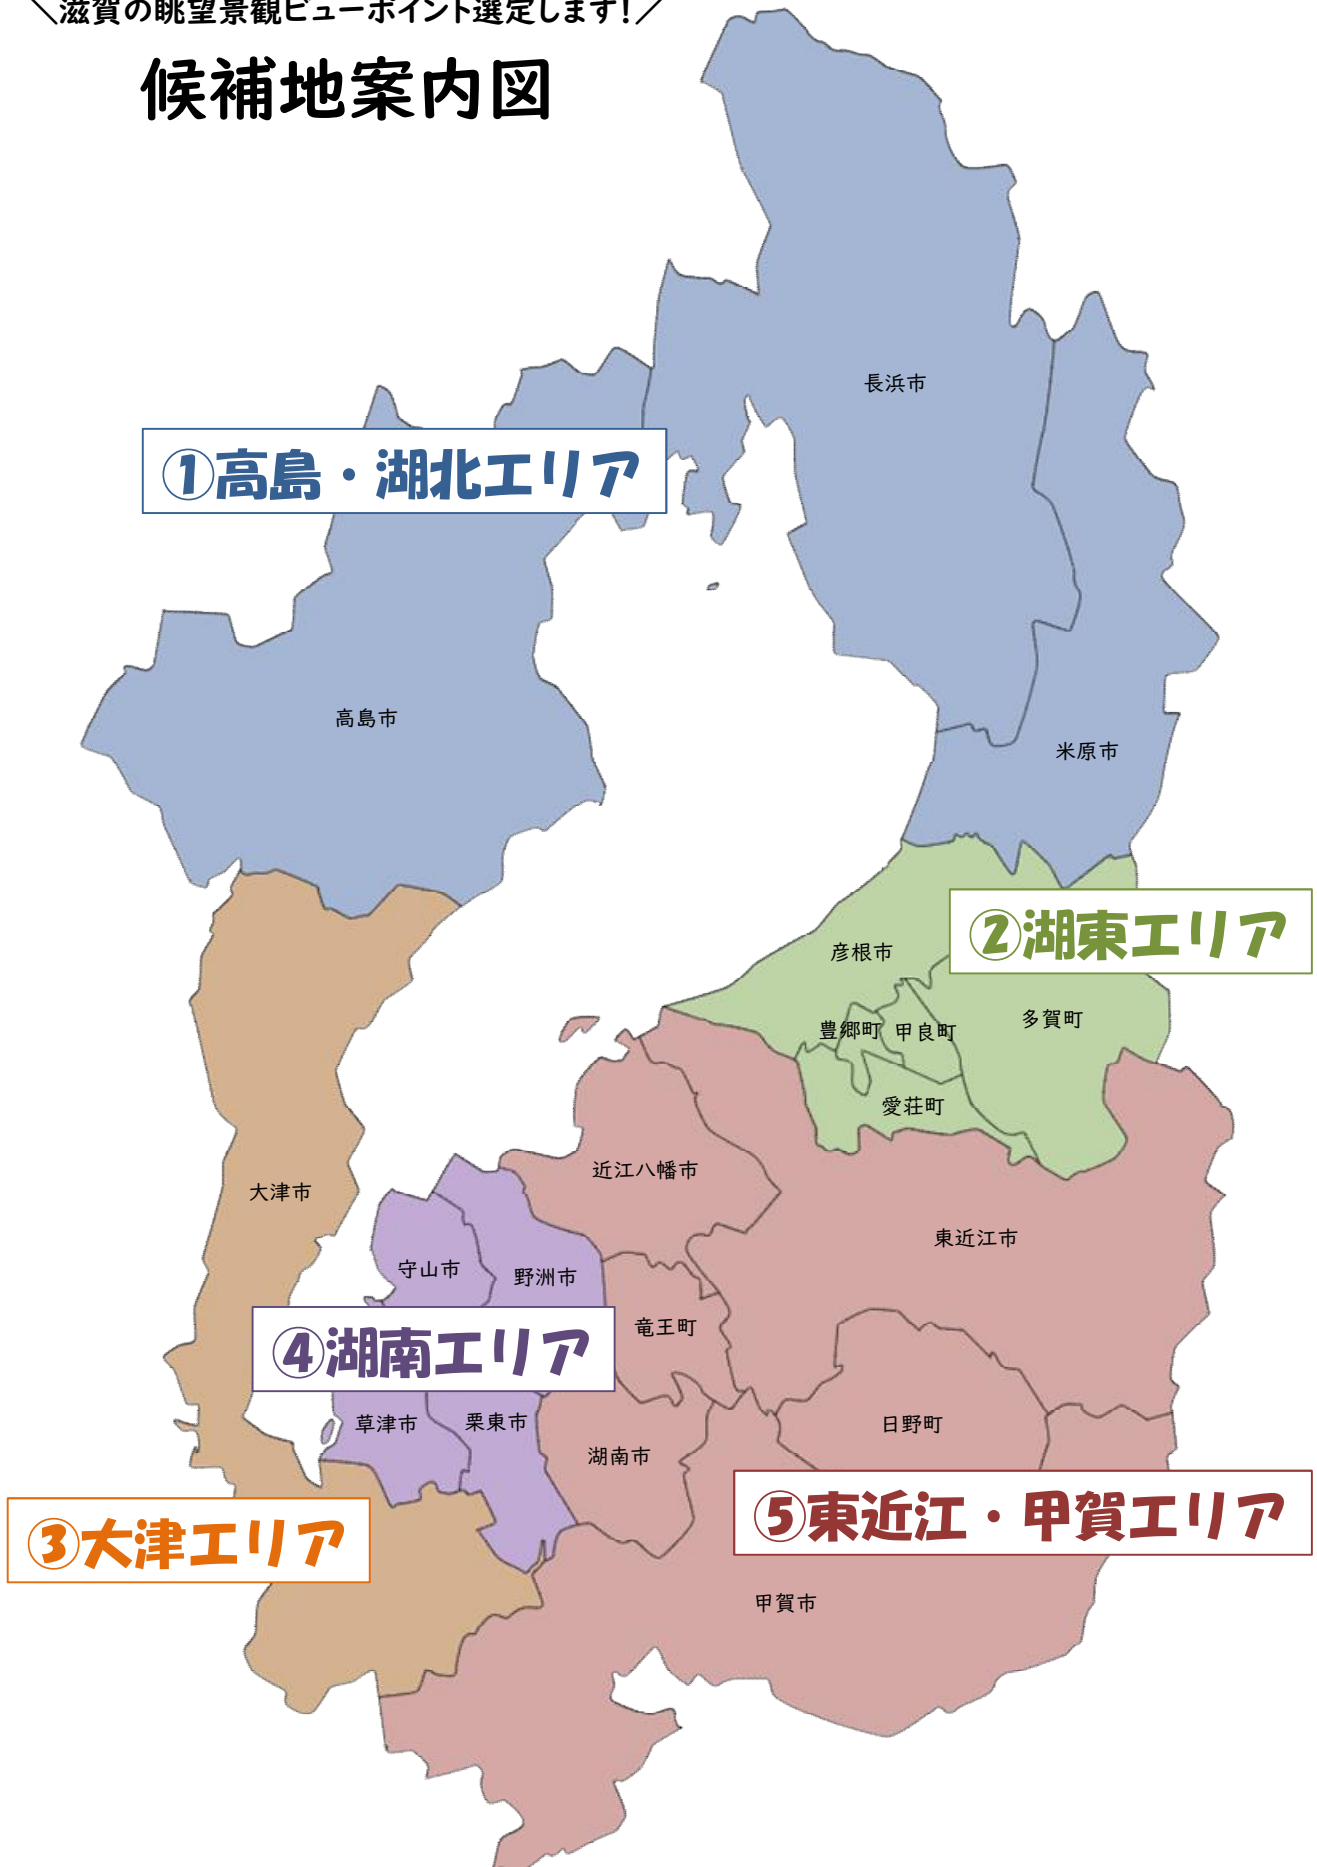 ＼滋賀の眺望景観ビューポイント選定します！／
候補地案内図
長浜市
①高島・湖北エリア
高島市
米原市
②湖東エリア
彦根市
多賀町
豊郷町
甲良町
愛荘町
近江八幡市
大津市
東近江市
守山市
野洲市
竜王町
④湖南エリア
草津市
栗東市
日野町
湖南市
⑤東近江・甲賀エリア
③大津エリア
甲賀市